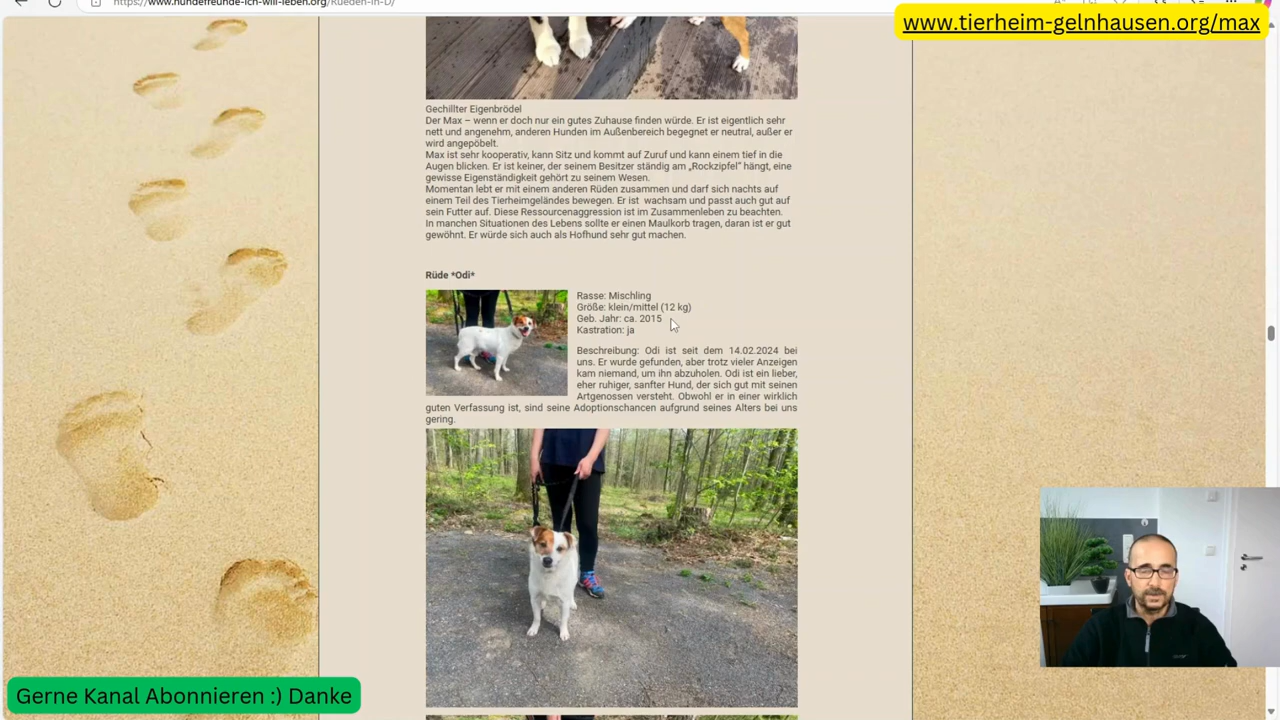 https://www.hundefreunde-ich-will-leben.org/Rueden-in-D/
www.tierheim-gelnhausen.org/max
Gechillter Eigenbrödel
Der Max – wenn er doch nur ein gutes Zuhause finden würde. Er ist eigentlich sehr
nett und angenehm, anderen Hunden im Außenbereich begegnet er neutral, außer er
wird angepöbelt.
Max ist sehr kooperativ, kann Sitz und kommt auf Zuruf und kann einem tief in die
Augen blicken. Er ist keiner, der seinem Besitzer ständig am „Rockzipfel“ hängt, eine
gewisse Eigenständigkeit gehört zu seinem Wesen.
Momentan lebt er mit einem anderen Rüden zusammen und darf sich nachts auf
einem Teil des Tierheimgeländes bewegen. Er ist wachsam und passt auch gut auf
sein Futter auf. Diese Ressourcenaggression ist im Zusammenleben zu beachten.
In manchen Situationen des Lebens sollte er einen Maulkorb tragen, daran ist er gut
gewöhnt. Er würde sich auch als Hofhund sehr gut machen.
Rüde *Odi*
Rasse: Mischling
Größe: klein/mittel (12 kg)
Geb. Jahr: ca. 2015
Kastration: ja
Beschreibung: Odi ist seit dem 14.02.2024 bei
uns. Er wurde gefunden, aber trotz vieler Anzeigen
kam niemand, um ihn abzuholen. Odi ist ein lieber,
eher ruhiger, sanfter Hund, der sich gut mit seinen
Artgenossen versteht. Obwohl er in einer wirklich
guten Verfassung ist, sind seine Adoptionschancen aufgrund seines Alters bei uns
gering.
Gerne Kanal Abonnieren :) Danke